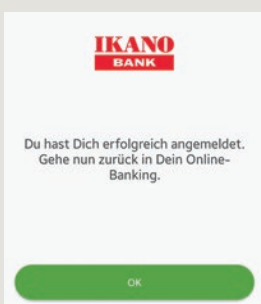 IKANO
BANK
Du hast Dich erfolgreich angemeldet.
Gehe nun zurück in Dein Online-
Banking.
OK